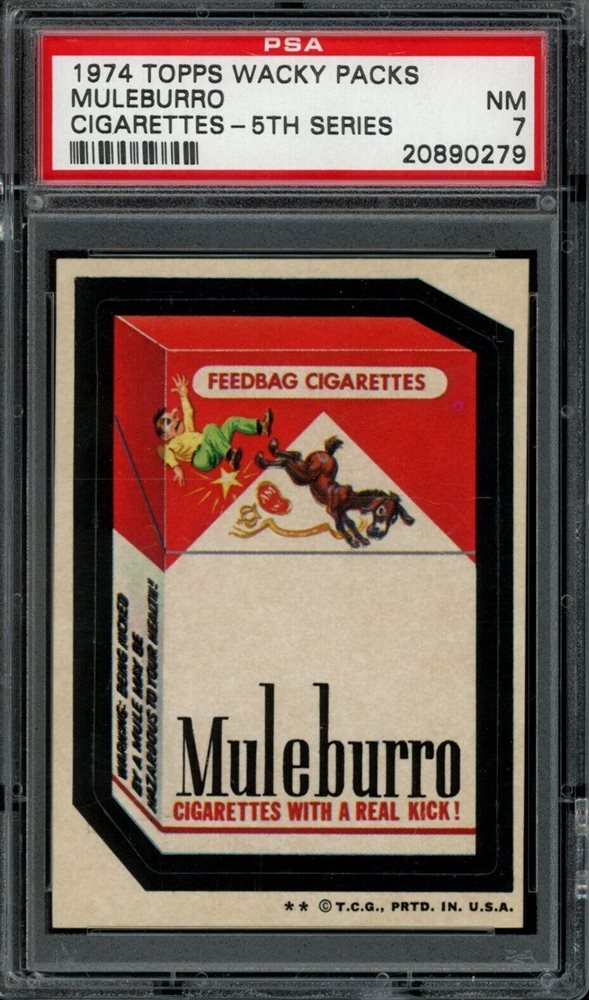 PSA
1974 TOPPS WACKY PACKS
MULEBURRO
NM
CIGARETTES - 5TH SERIES
7
20890279
FEEDBAG CIGARETTES
WARNING: BEING KICKED
BY A MULE MAY BE
HAZARDOUS TO YOUR HEALTH!
Muleburro
CIGARETTES WITH A REAL KICK!
** © T.C.G., PRTD. IN. U.S.A.